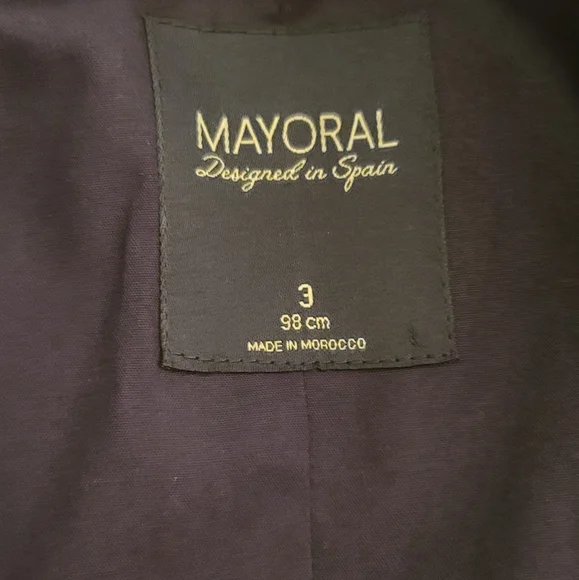 MAYORAL
Designed in Spain
3
98 cm
MADE IN MOROCCO